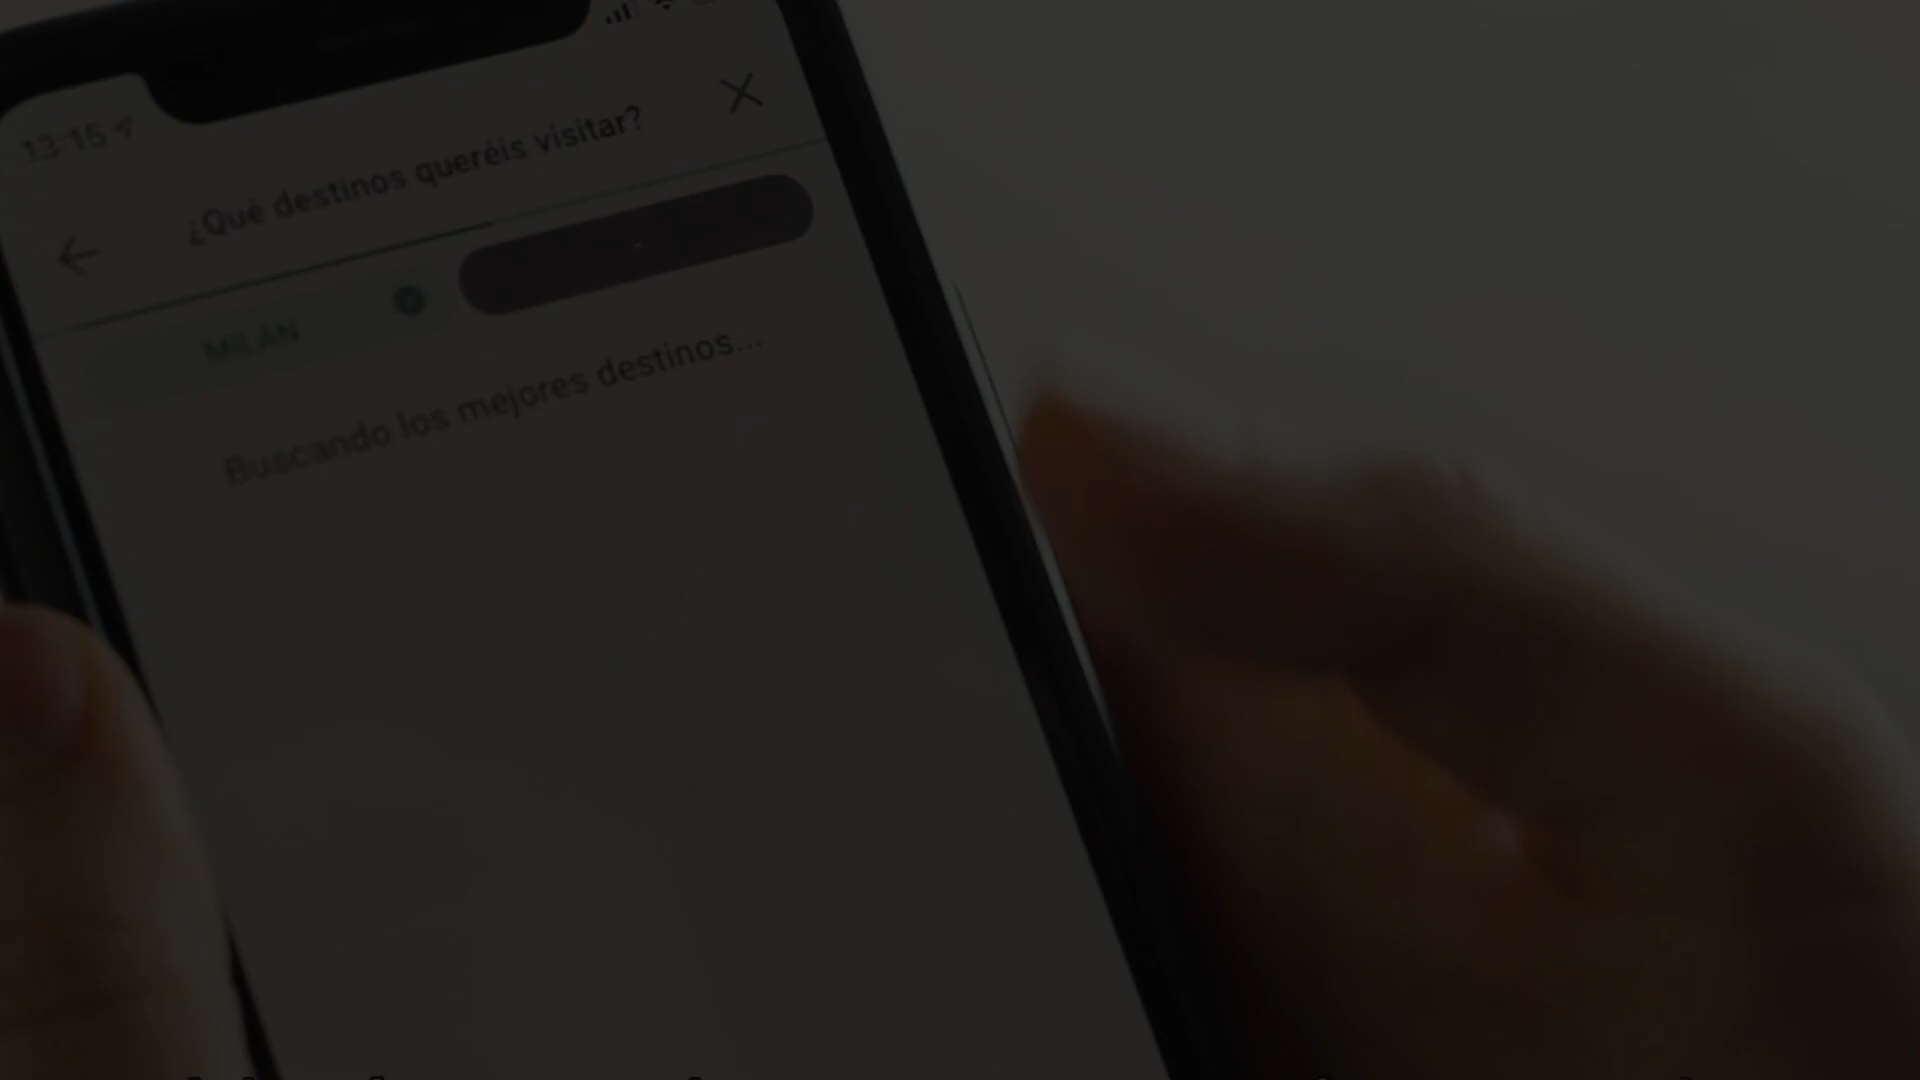 13:15
¿Qué destinos queréis visitar?
MILÁN
Buscando los mejores destinos...